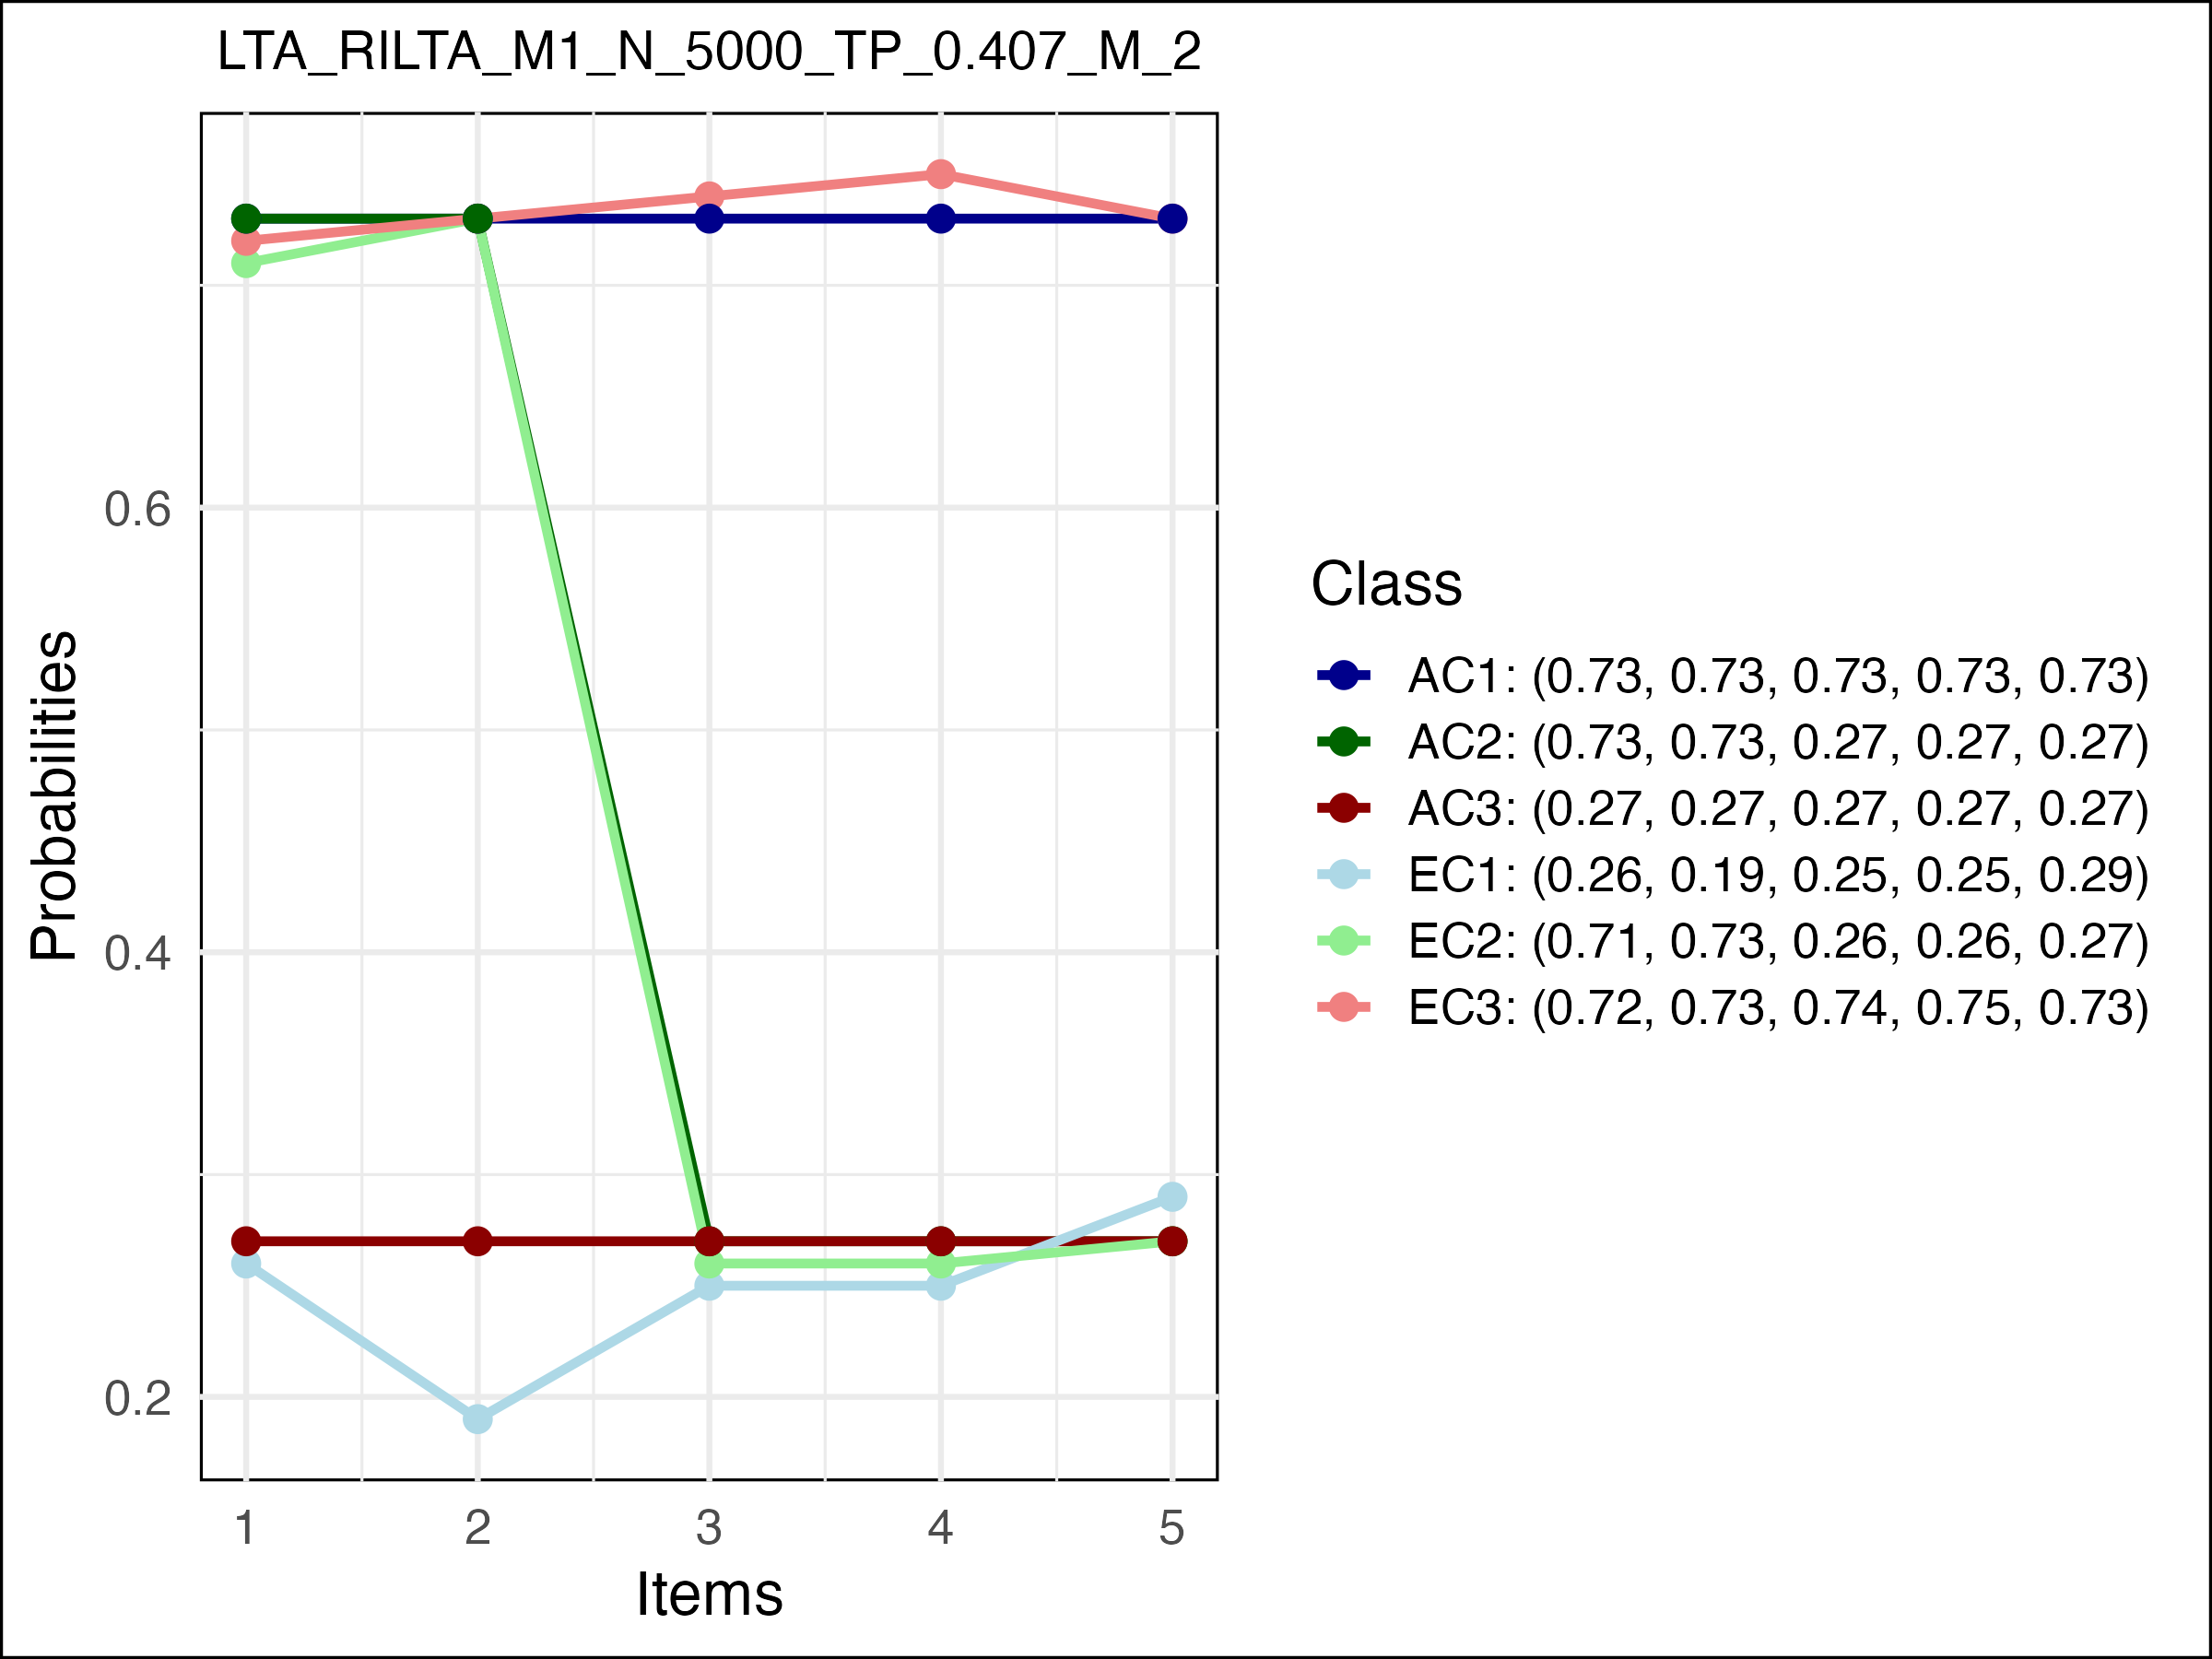 LTA_RILTA_M1_N_5000_TP_0.407_M_2
Probabilities
0.6
0.4
0.2
1 2 3 4 5
Items
Class
AC1: (0.73, 0.73, 0.73, 0.73, 0.73)
AC2: (0.73, 0.73, 0.27, 0.27, 0.27)
AC3: (0.27, 0.27, 0.27, 0.27, 0.27)
EC1: (0.26, 0.19, 0.25, 0.25, 0.29)
EC2: (0.71, 0.73, 0.26, 0.26, 0.27)
EC3: (0.72, 0.73, 0.74, 0.75, 0.73)